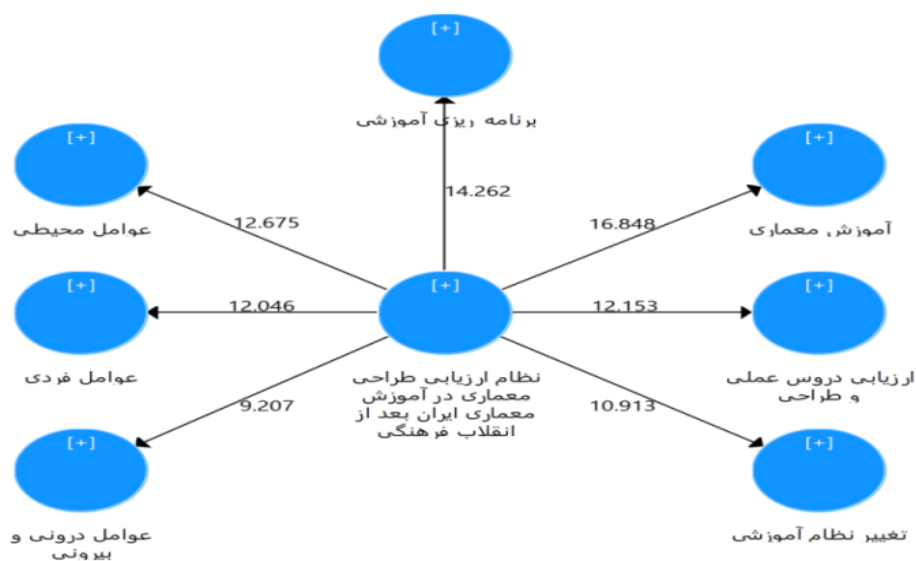 [+]
برنامه ریزی آموزشی
[+]
آموزش معماری
[+]
عوامل محیطی
14.262
16.848
12.675
[+]
ارزیابی دروس عملی
و طراحی
[+]
نظام ارزیابی طراحی
معماری در آموزش
معماری ایران بعد از
انقلاب فرهنگی
[+]
عوامل فردی
12.153
12.046
10.913
9.207
[+]
تغییر نظام آموزشی
[+]
عوامل درونی و
بیرونی